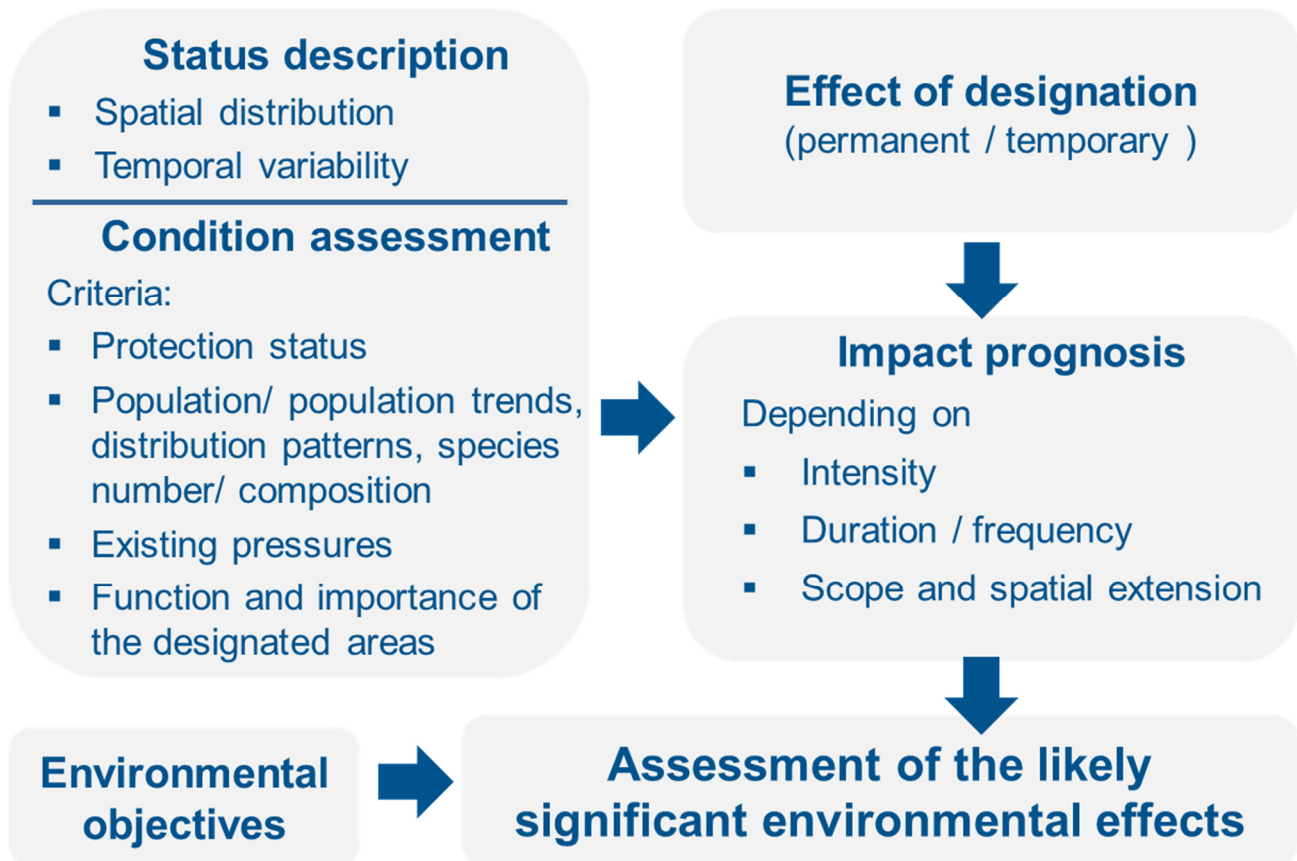 Status description
▪ Spatial distribution
▪ Temporal variability
Condition assessment
Criteria:
▪ Protection status
▪ Population/ population trends,
distribution patterns, species
number/ composition
▪ Existing pressures
▪ Function and importance of
the designated areas
Effect of designation
(permanent / temporary )
Impact prognosis
Depending on
▪ Intensity
▪ Duration / frequency
▪ Scope and spatial extension
Environmental
objectives
Assessment of the likely
significant environmental effects